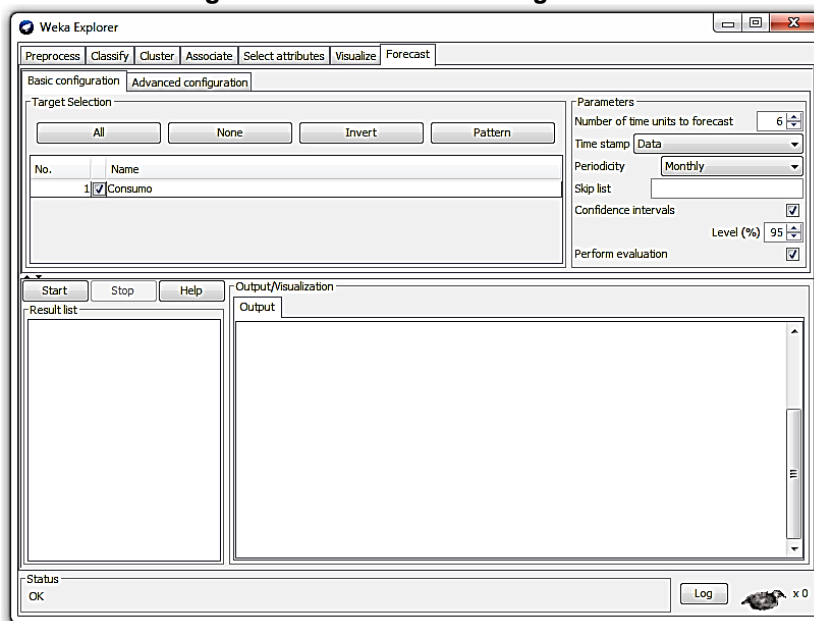 Weka Explorer
Preprocess Classify Cluster Associate Select attributes Visualize Forecast
Basic configuration Advanced configuration
Target Selection
All None Invert Pattern
No. Name
1 Consumo
Parameters
Number of time units to forecast 6
Time stamp Data
Periodicity Monthly
Skip list
Confidence intervals
Level (%) 95
Perform evaluation
Start Stop Help
Result list
Output/Visualization
Output
Status
OK
Log x 0